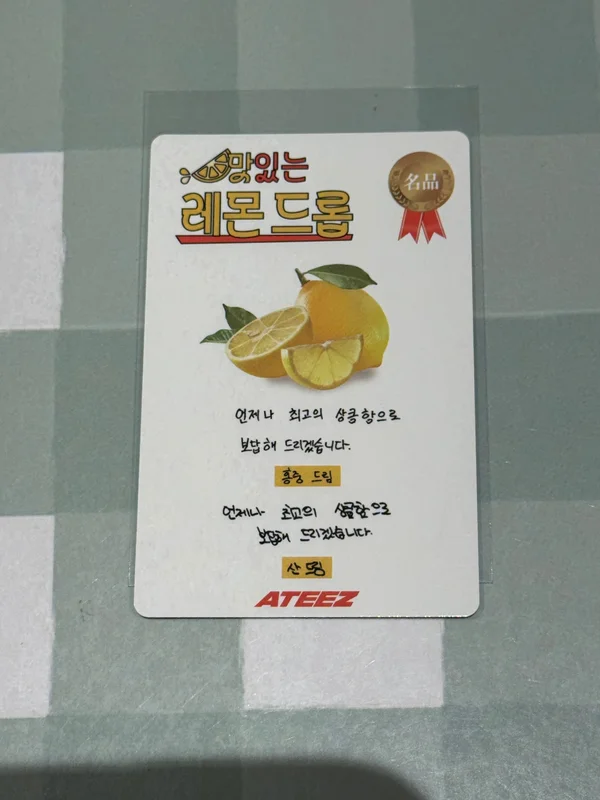 맛있는
名品
레몬 드롭
언제나 최고의 상큼함으로
보답해 드리겠습니다.
홍중 드림
언제나 최고의 상큼함으로
보답해 드리겠습니다.
산 드림
ATEEZ